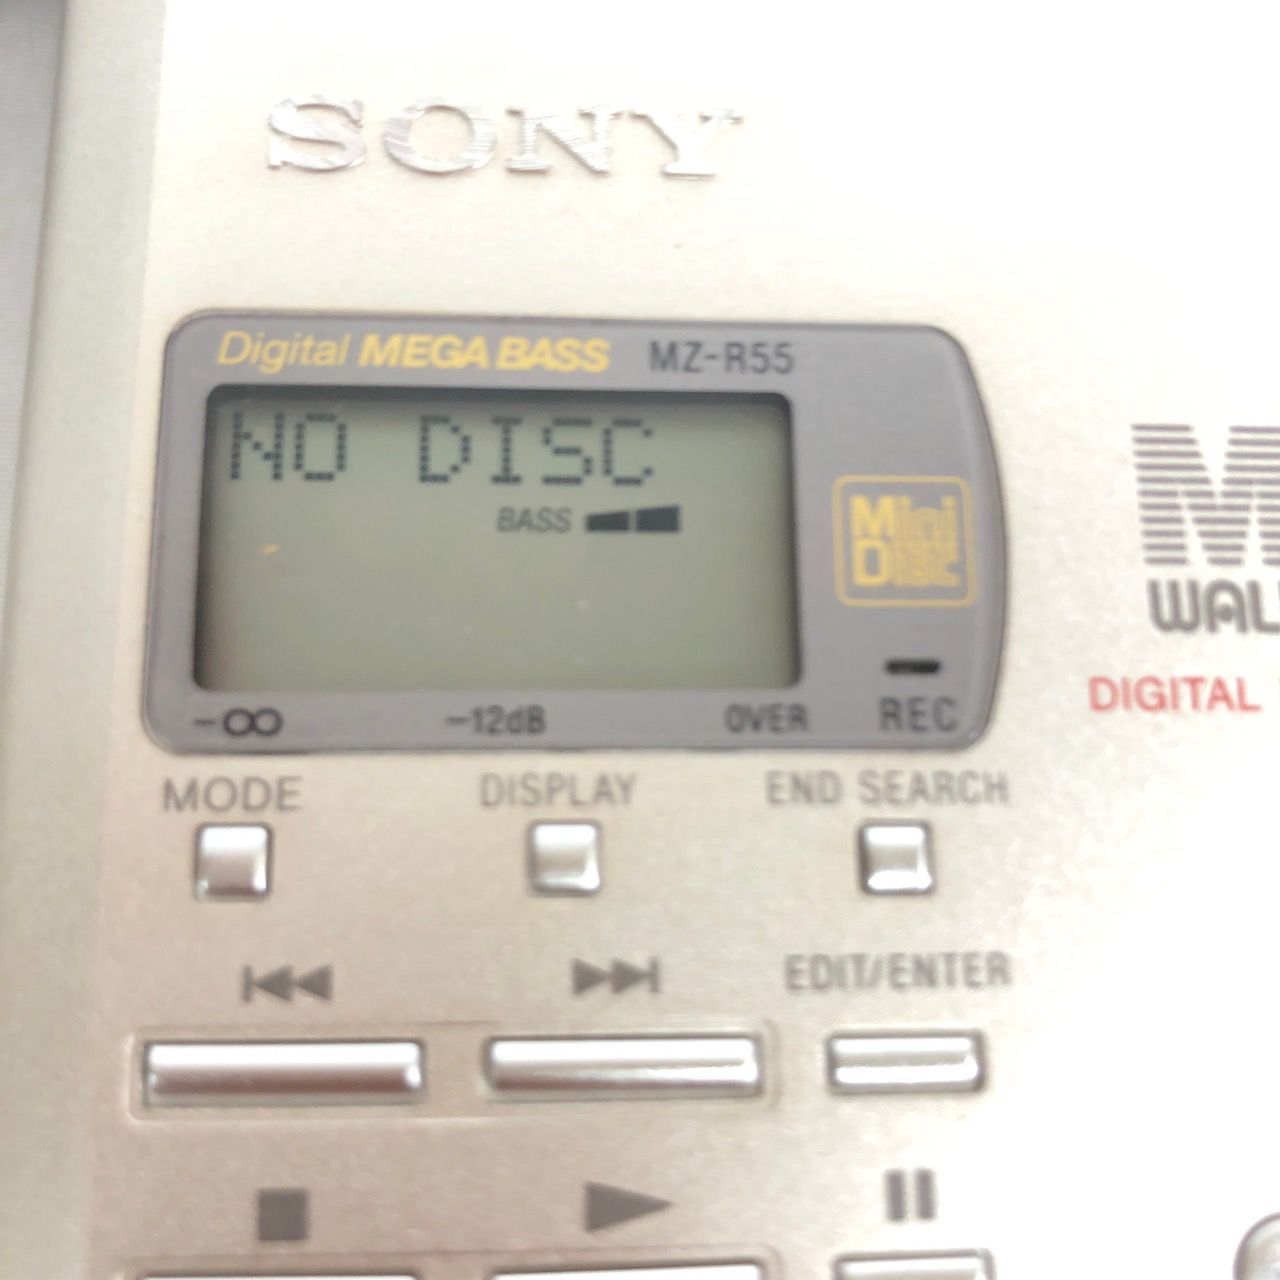 SONY
Digital MEGA BASS MZ-R55
NO DISC
BASS
Mini
Disc
-∞ -12dB OVER REC
DIGITAL
MODE DISPLAY END SEARCH
EDIT/ENTER